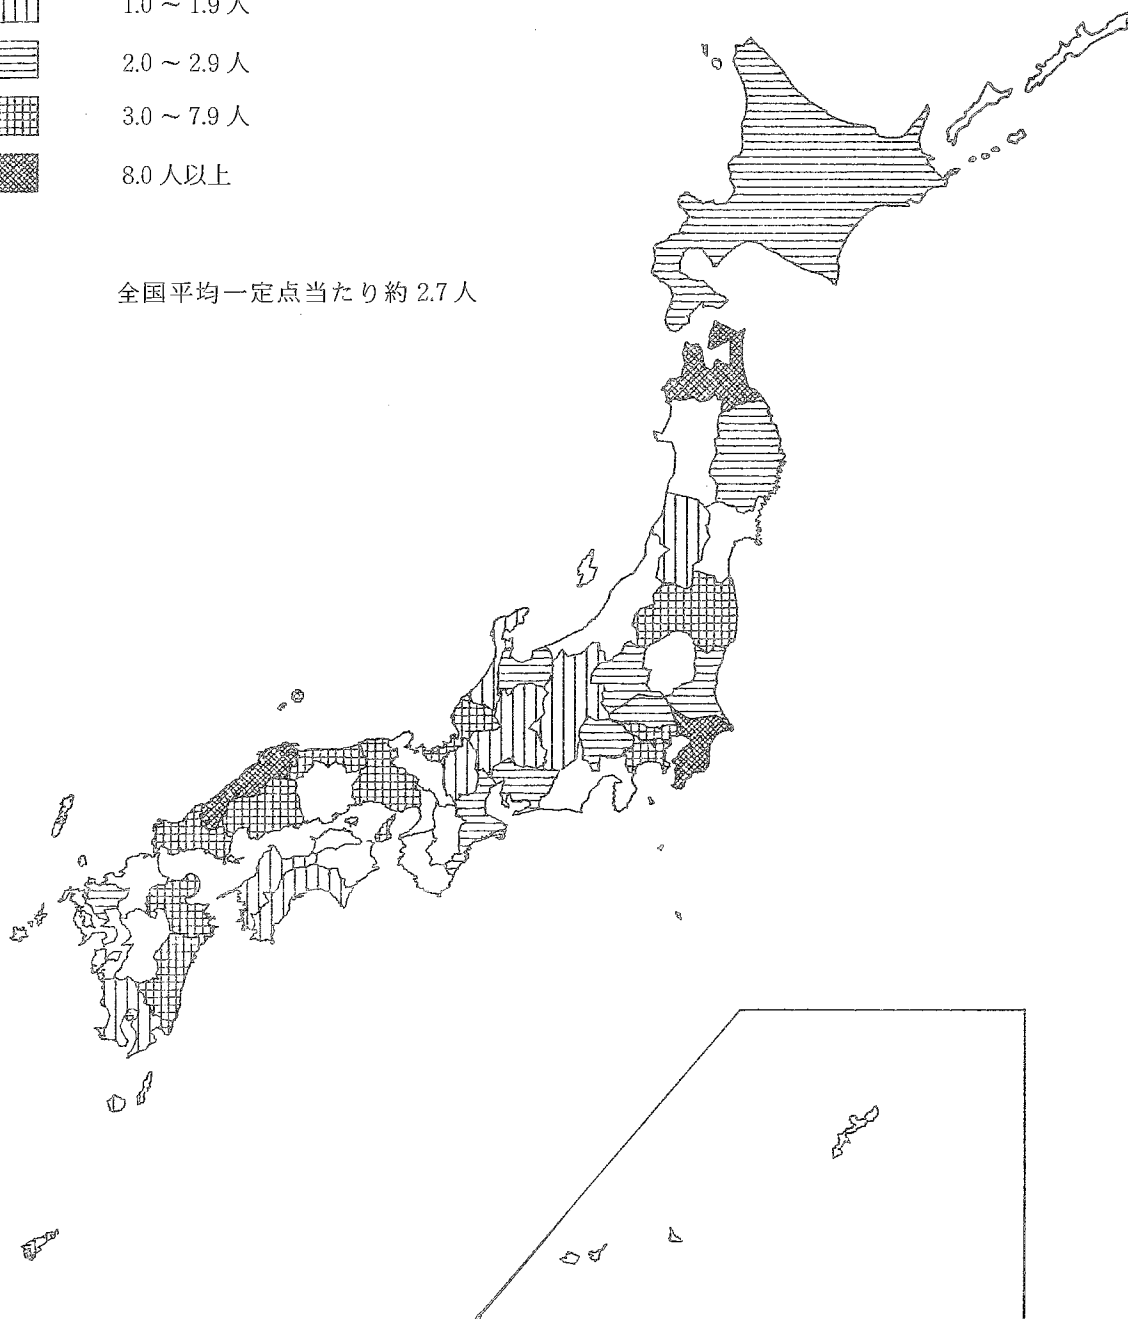 1.0 ～ 1.9 人
2.0 ～ 2.9 人
3.0 ～ 7.9 人
8.0 人以上
全国平均一定点当たり約 2.7 人